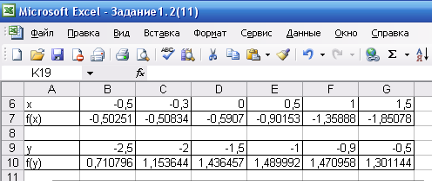 Microsoft Excel - Задание1.2(11)
Файл Правка Вид Вставка Формат Сервис Данные Окно Справка
K19 fx
A B C D E F G
6 x -0,5 -0,3 0 0,5 1 1,5
7 f(x) -0,50251 -0,50834 -0,5907 -0,90153 -1,35888 -1,85078
8
9 y -2,5 -2 -1,5 -1 -0,9 -0,5
10 f(y) 0,710796 1,153644 1,436457 1,489992 1,470958 1,301144
11